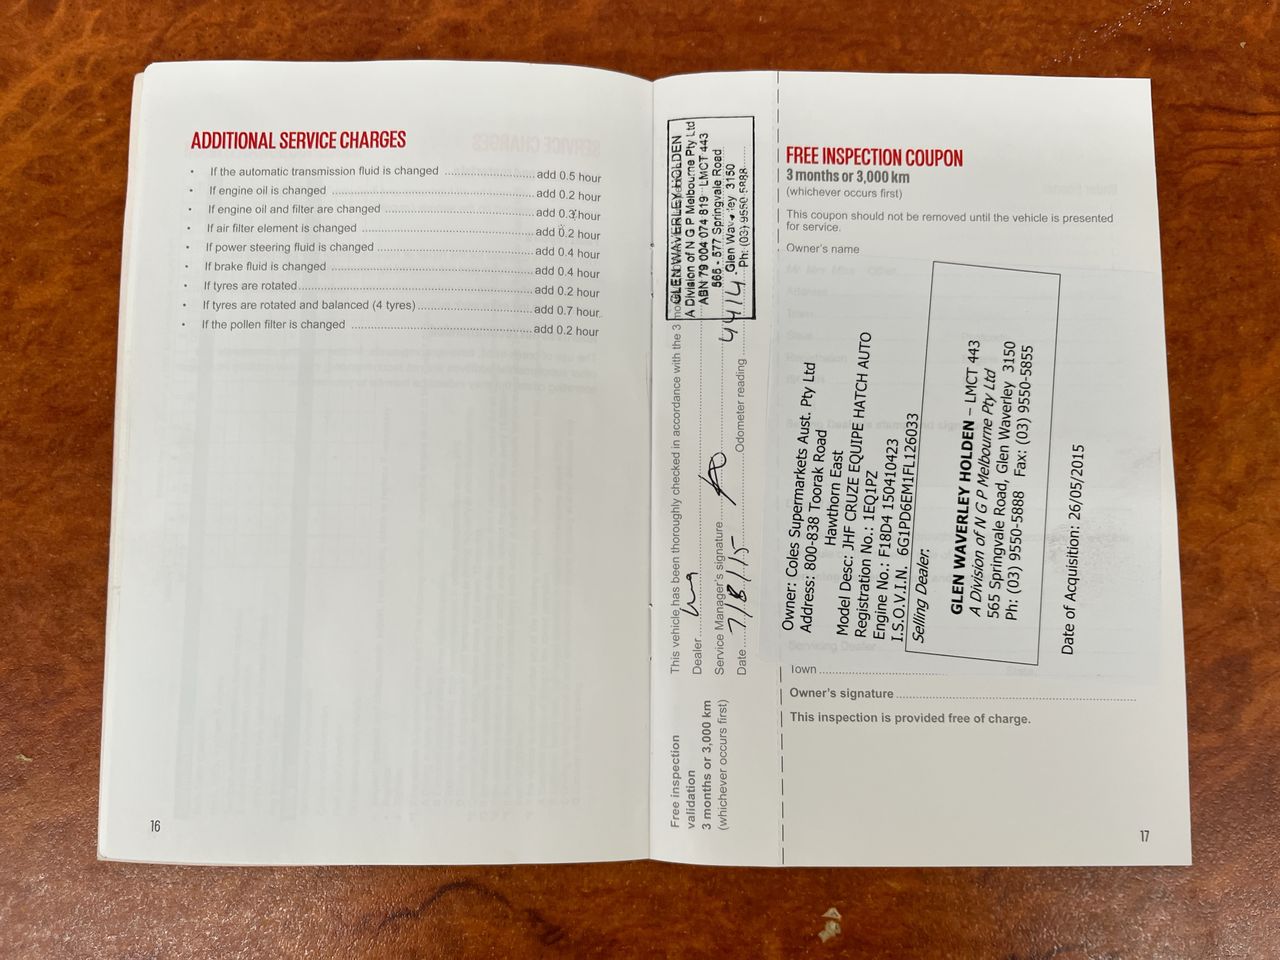 ADDITIONAL SERVICE CHARGES
• If the automatic transmission fluid is changed ........................ add 0.5 hour
• If engine oil is changed ........................ add 0.2 hour
• If engine oil and filter are changed ........................ add 0.3 hour
• If air filter element is changed ........................ add 0.2 hour
• If power steering fluid is changed ........................ add 0.4 hour
• If brake fluid is changed ........................ add 0.4 hour
• If tyres are rotated ........................ add 0.2 hour
• If tyres are rotated and balanced (4 tyres) ........................ add 0.7 hour
• If the pollen filter is changed ........................ add 0.2 hour
16
Free inspection
validation
3 months or 3,000 km
(whichever occurs first)
This vehicle has been thoroughly checked in accordance with the 3
Dealer
Service Manager's signature
Date 7/8/15 Odometer reading 4414
GLEN WAVERLEY HOLDEN
A Division of N G P Melbourne Pty Ltd
ABN 79 004 074 819 LMCT 443
565 - 577 Springvale Road
Glen Waverley 3150
Ph: (03) 9550 5888
FREE INSPECTION COUPON
3 months or 3,000 km
(whichever occurs first)
This coupon should not be removed until the vehicle is presented
for service.
Owner's name
Owner: Coles Supermarkets Aust. Pty Ltd
Address: 800-838 Toorak Road
Hawthorn East
Model Desc: JHF CRUZE EQUIPE HATCH AUTO
Registration No.: 1EQ1PZ
Engine No.: F18D4 150410423
I.S.O.V.I.N. 6G1PD6EM1FL126033
Selling Dealer:
GLEN WAVERLEY HOLDEN – LMCT 443
A Division of N G P Melbourne Pty Ltd
565 Springvale Road, Glen Waverley 3150
Ph: (03) 9550-5888 Fax: (03) 9550-5855
Date of Acquisition: 26/05/2015
Town
Owner's signature
This inspection is provided free of charge.
17